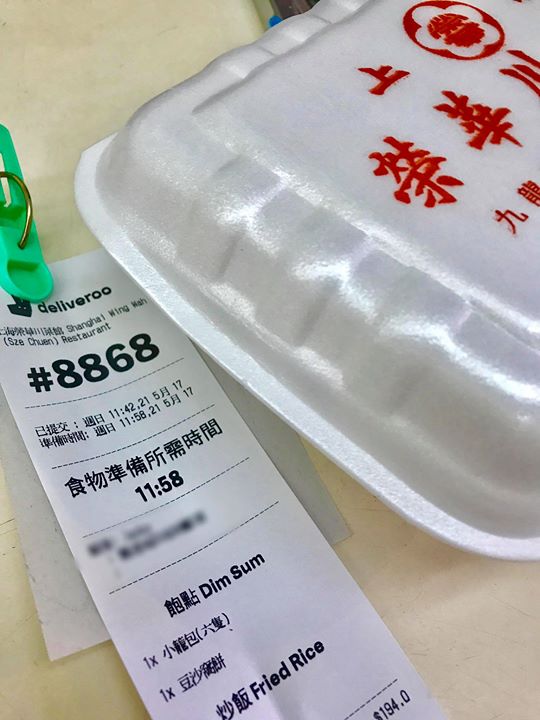 上
榮華川
九龍
deliveroo
上海榮華川菜館 Shanghai Wing Wah
(Sze Chuen) Restaurant
#8868
已提交：週日 11:42,21 5月 17
準備時間：週日 11:58,21 5月 17
食物準備所需時間
11:58
飽點 Dim Sum
1x 小籠包(六隻)
1x 豆沙窩餅
炒飯 Fried Rice
$194.0